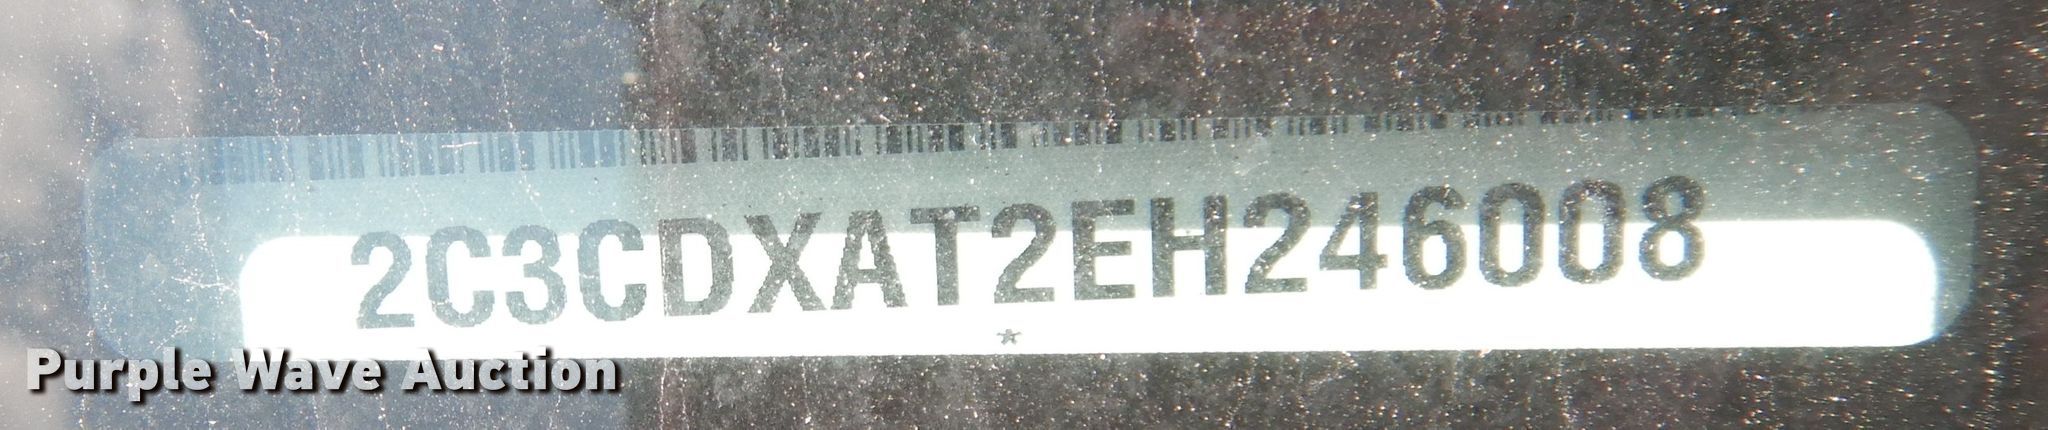 2C3CDXAT2EH246008
*
Purple Wave Auction